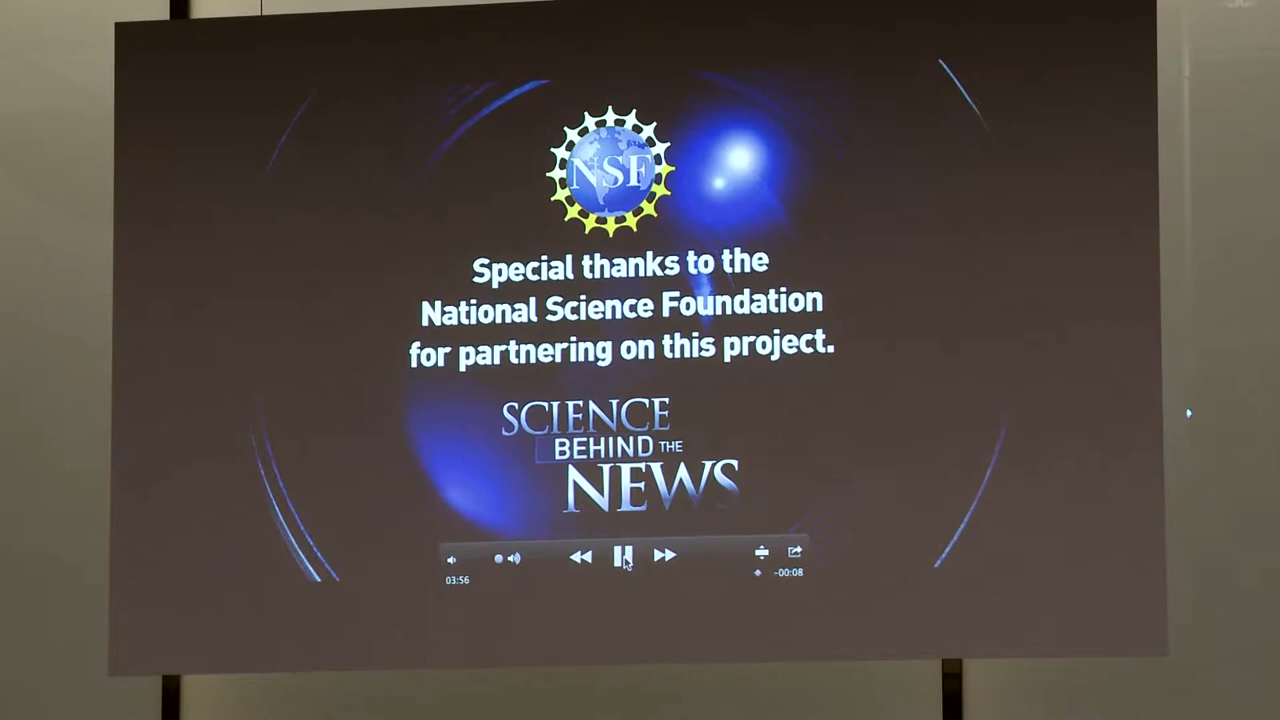 NSF
Special thanks to the
National Science Foundation
for partnering on this project.
SCIENCE
BEHIND THE
NEWS
03:56
-00:08